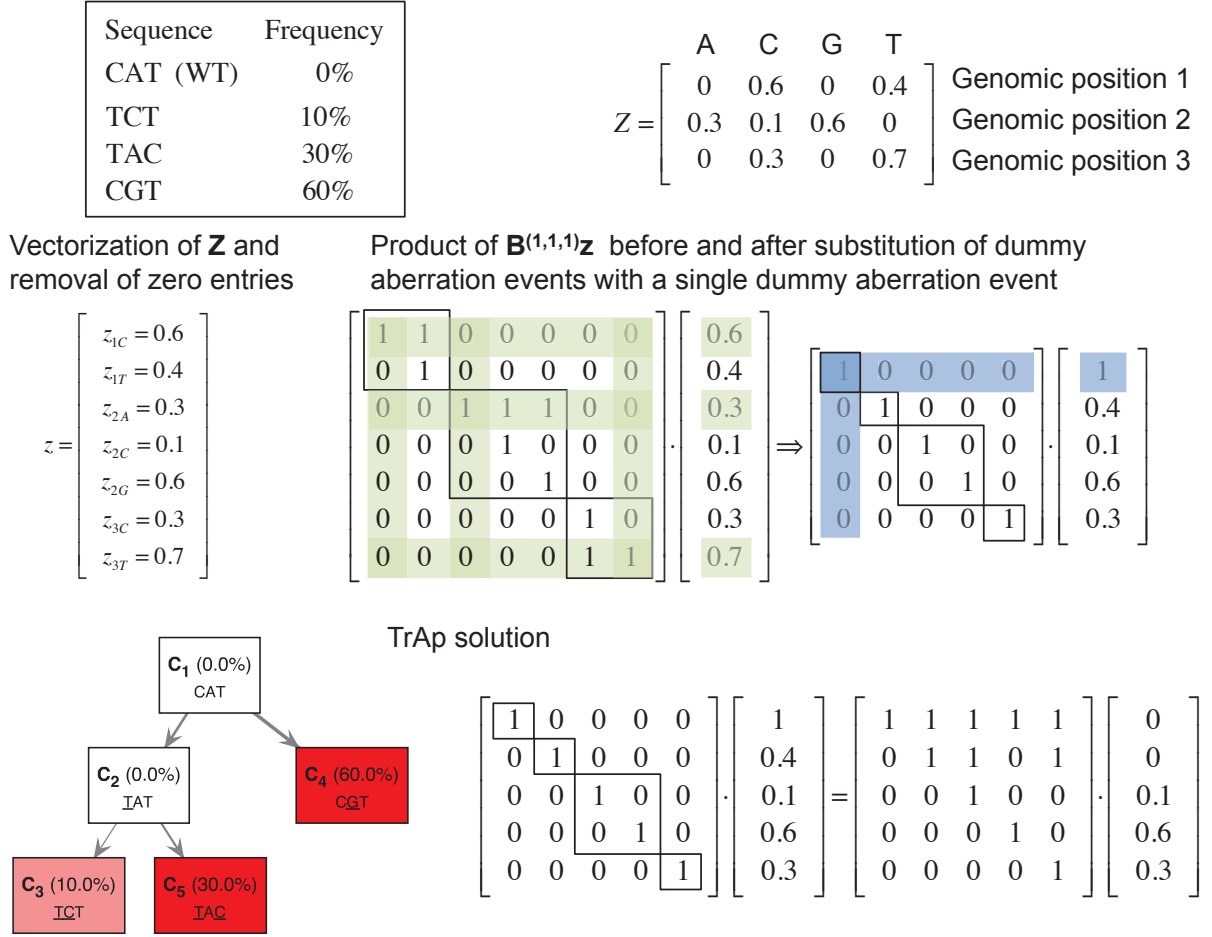 Sequence Frequency
CAT (WT) 0%
TCT 10%
TAC 30%
CGT 60%
A C G T
0 0.6 0 0.4 Genomic position 1
Z = 0.3 0.1 0.6 0 Genomic position 2
0 0.3 0 0.7 Genomic position 3
Vectorization of Z and
removal of zero entries
Product of B(1,1,1)z before and after substitution of dummy
aberration events with a single dummy aberration event
z1C = 0.6
z1T = 0.4
z2A = 0.3
z = z2C = 0.1
z2G = 0.6
z3C = 0.3
z3T = 0.7
1 1 0 0 0 0 0 0.6
0 1 0 0 0 0 0 0.4
0 0 1 1 1 0 0 0.3
0 0 0 1 0 0 0 · 0.1 ⇒
0 0 0 0 1 0 0 0.6
0 0 0 0 0 1 0 0.3
0 0 0 0 0 1 1 0.7
1 0 0 0 0 1
0 1 0 0 0 0.4
0 0 1 0 0 · 0.1
0 0 0 1 0 0.6
0 0 0 0 1 0.3
TrAp solution
C1 (0.0%)
CAT
C2 (0.0%)
TAT
C4 (60.0%)
CGT
C3 (10.0%)
TCT
C5 (30.0%)
TAC
1 0 0 0 0 1 1 1 1 1 1 0
0 1 0 0 0 0.4 0 1 1 0 1 0
0 0 1 0 0 · 0.1 = 0 0 1 0 0 · 0.1
0 0 0 1 0 0.6 0 0 0 1 0 0.6
0 0 0 0 1 0.3 0 0 0 0 1 0.3